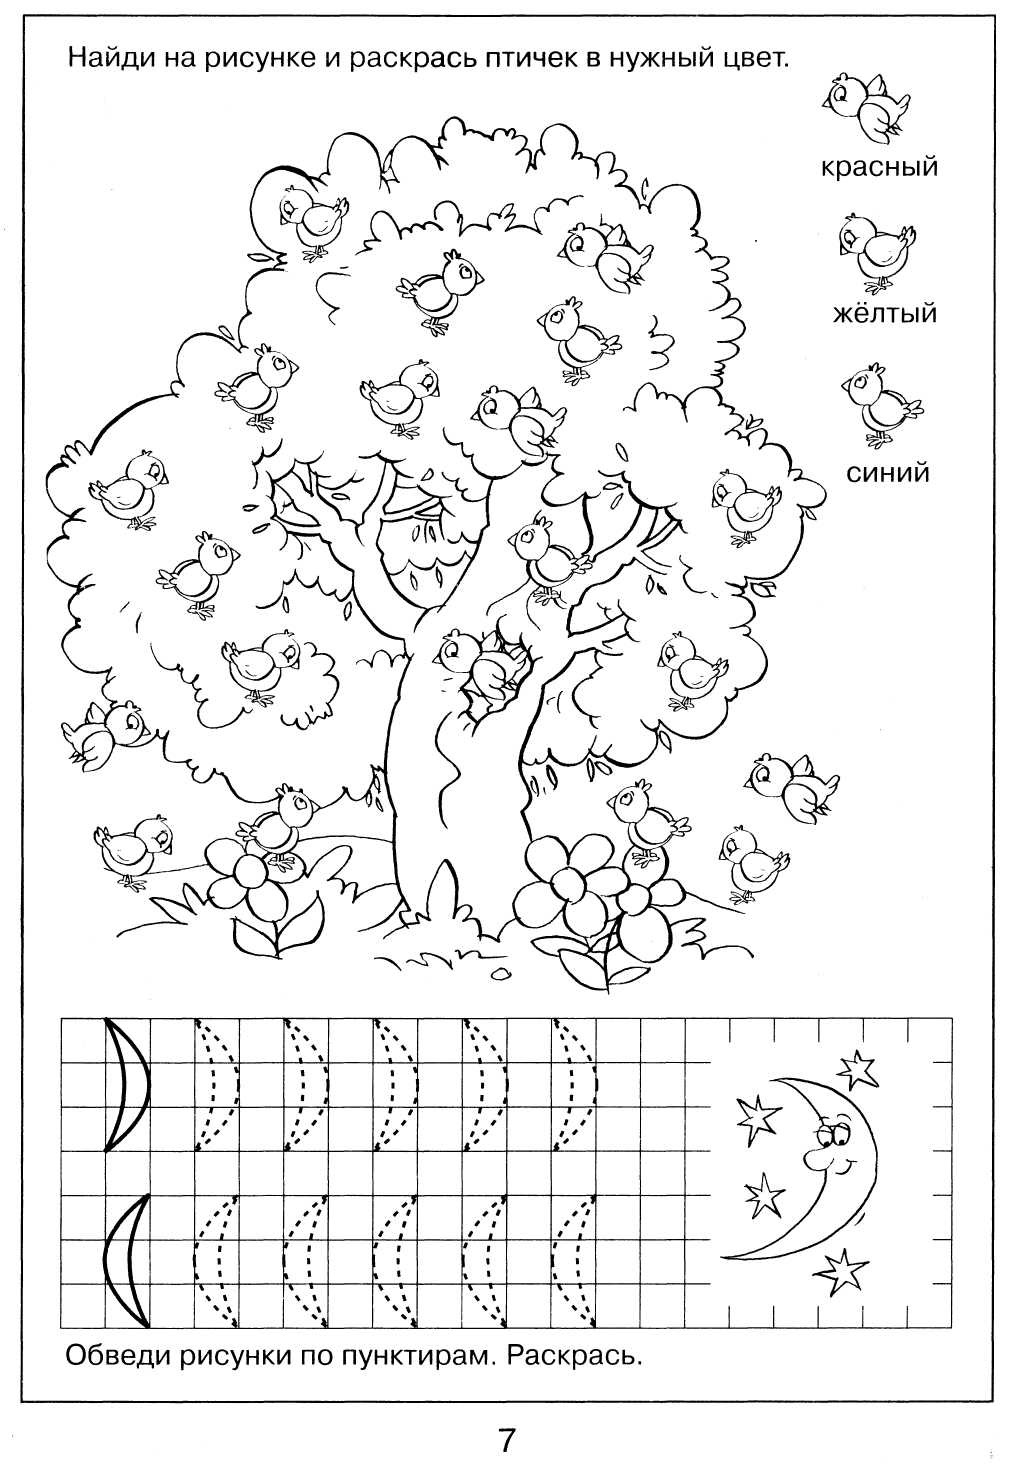 Найди на рисунке и раскрась птичек в нужный цвет.
красный
жёлтый
синий
Обведи рисунки по пунктирам. Раскрась.
7